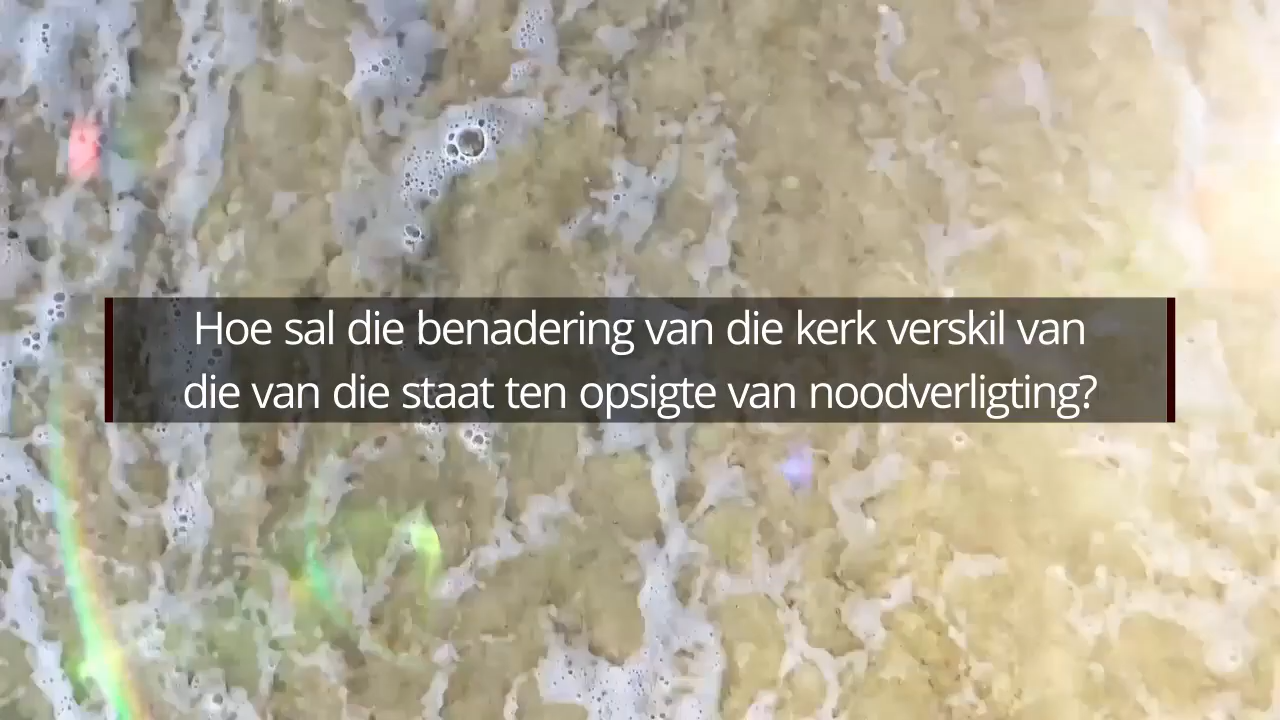 Hoe sal die benadering van die kerk verskil van
die van die staat ten opsigte van noodverligting?